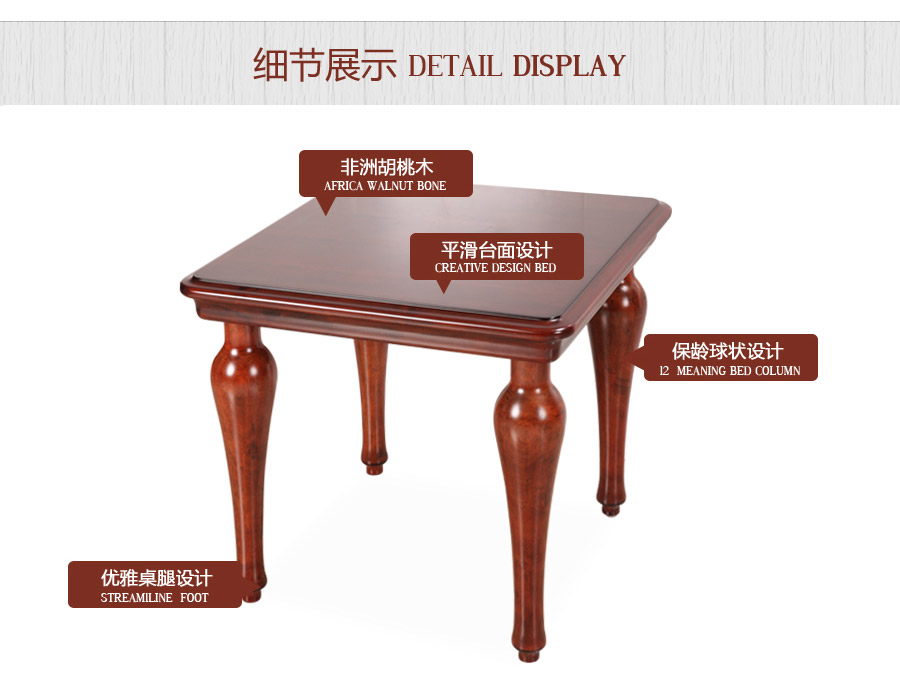 细节展示 DETAIL DISPLAY
非洲胡桃木
AFRICA WALNUT BONE
平滑台面设计
CREATIVE DESIGN BED
保龄球状设计
12 MEANING BED COLUMN
优雅桌腿设计
STREAMILINE FOOT